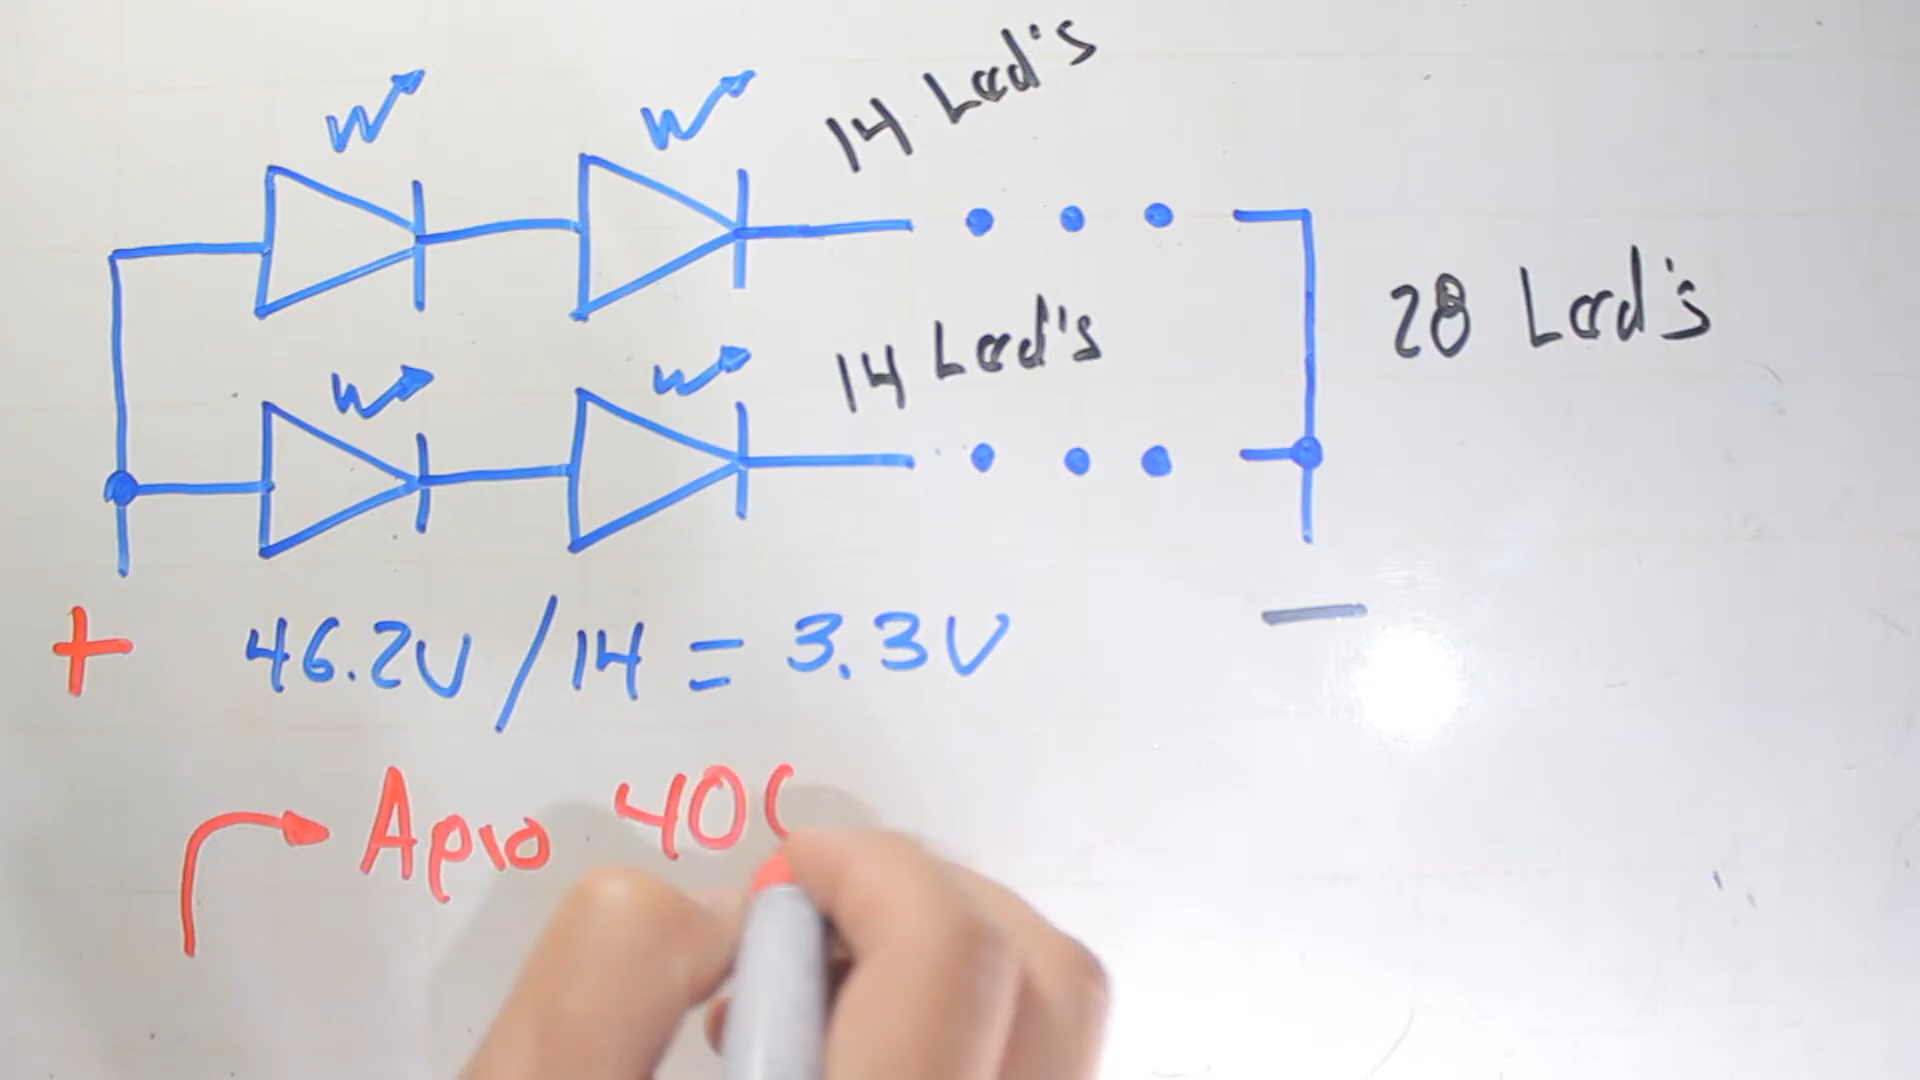 14 Led's
14 Led's
28 Led's
+ 46.2V / 14 = 3.3V −
Apro 40